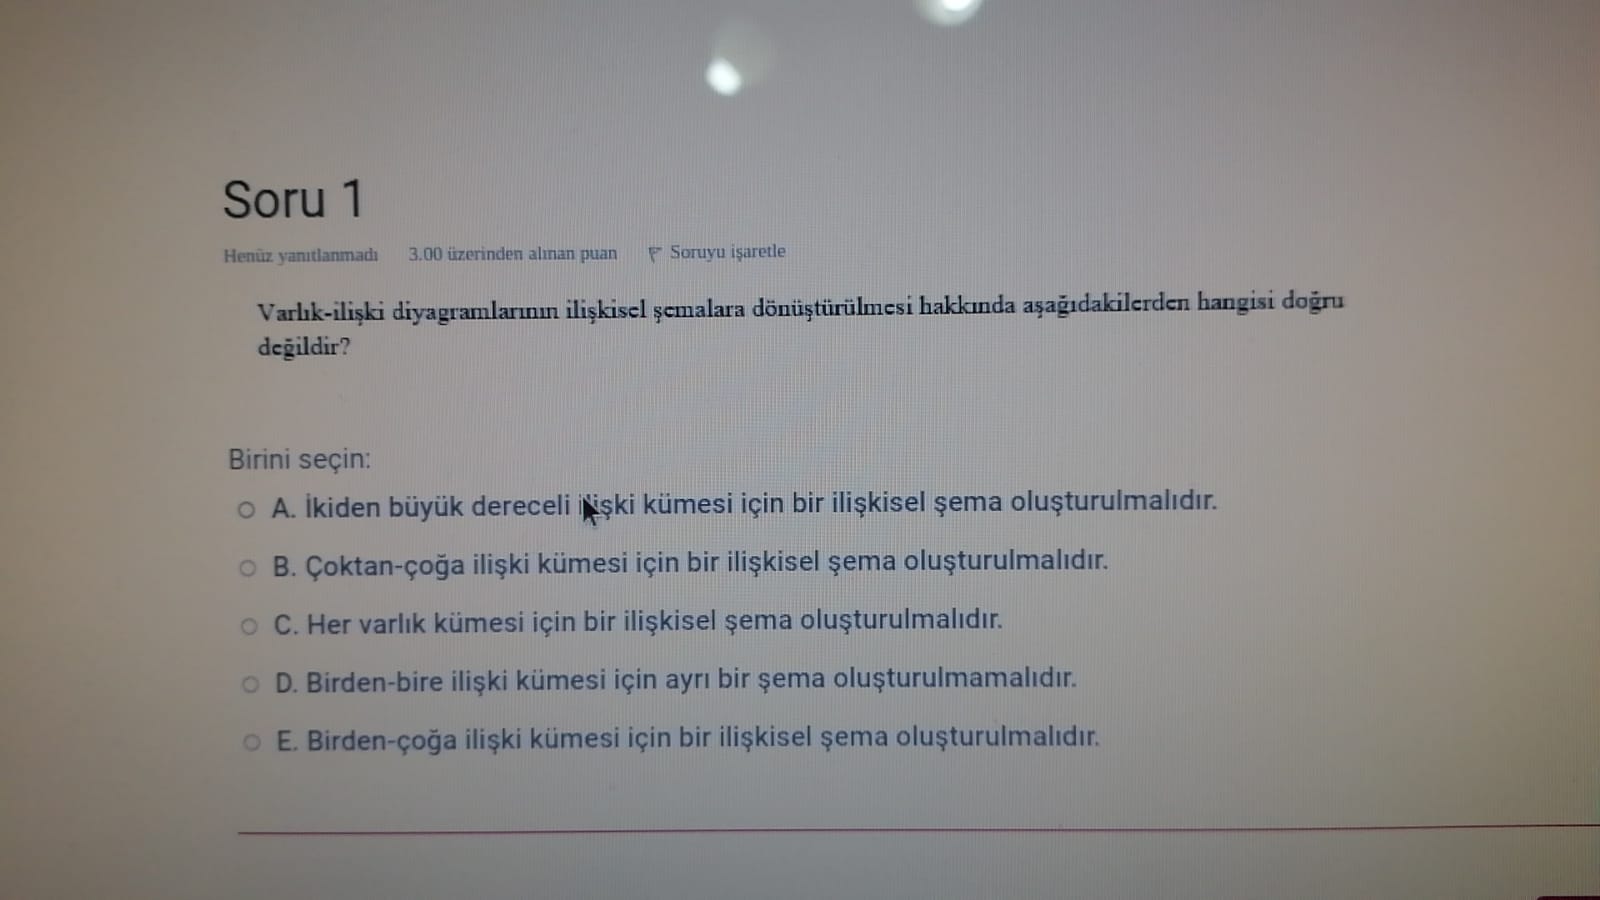 Soru 1
Henüz yanıtlanmadı 3.00 üzerinden alınan puan Soruyu işaretle
Varlık-ilişki diyagramlarının ilişkisel şemalara dönüştürülmesi hakkında aşağıdakilerden hangisi doğru
değildir?
Birini seçin:
A. İkiden büyük dereceli ilişki kümesi için bir ilişkisel şema oluşturulmalıdır.
B. Çoktan-çoğa ilişki kümesi için bir ilişkisel şema oluşturulmalıdır.
C. Her varlık kümesi için bir ilişkisel şema oluşturulmalıdır.
D. Birden-bire ilişki kümesi için ayrı bir şema oluşturulmamalıdır.
E. Birden-çoğa ilişki kümesi için bir ilişkisel şema oluşturulmalıdır.